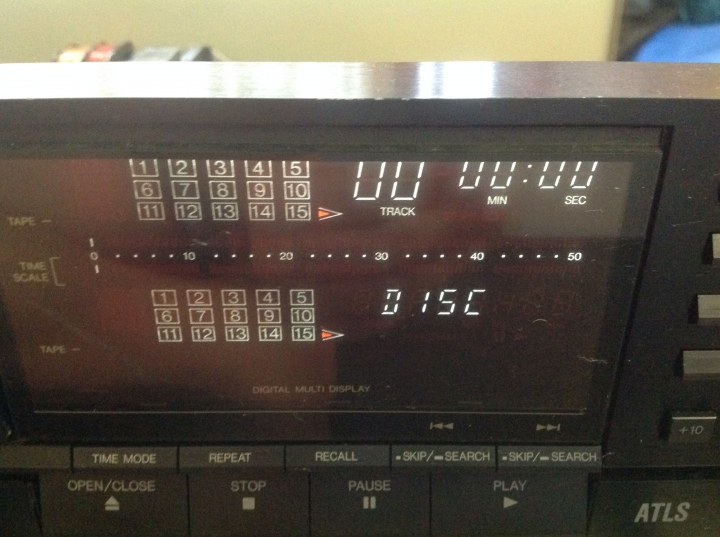 1 2 3 4 5 00 00:00
6 7 8 9 10
TRACK MIN SEC
11 12 13 14 15
TAPE
0 10 20 30 40 50
TIME
SCALE
1 2 3 4 5 DISC
6 7 8 9 10
11 12 13 14 15
TAPE
DIGITAL MULTI DISPLAY
+10
TIME MODE REPEAT RECALL •SKIP/▬SEARCH •SKIP/▬SEARCH
OPEN/CLOSE STOP PAUSE PLAY
ATLS